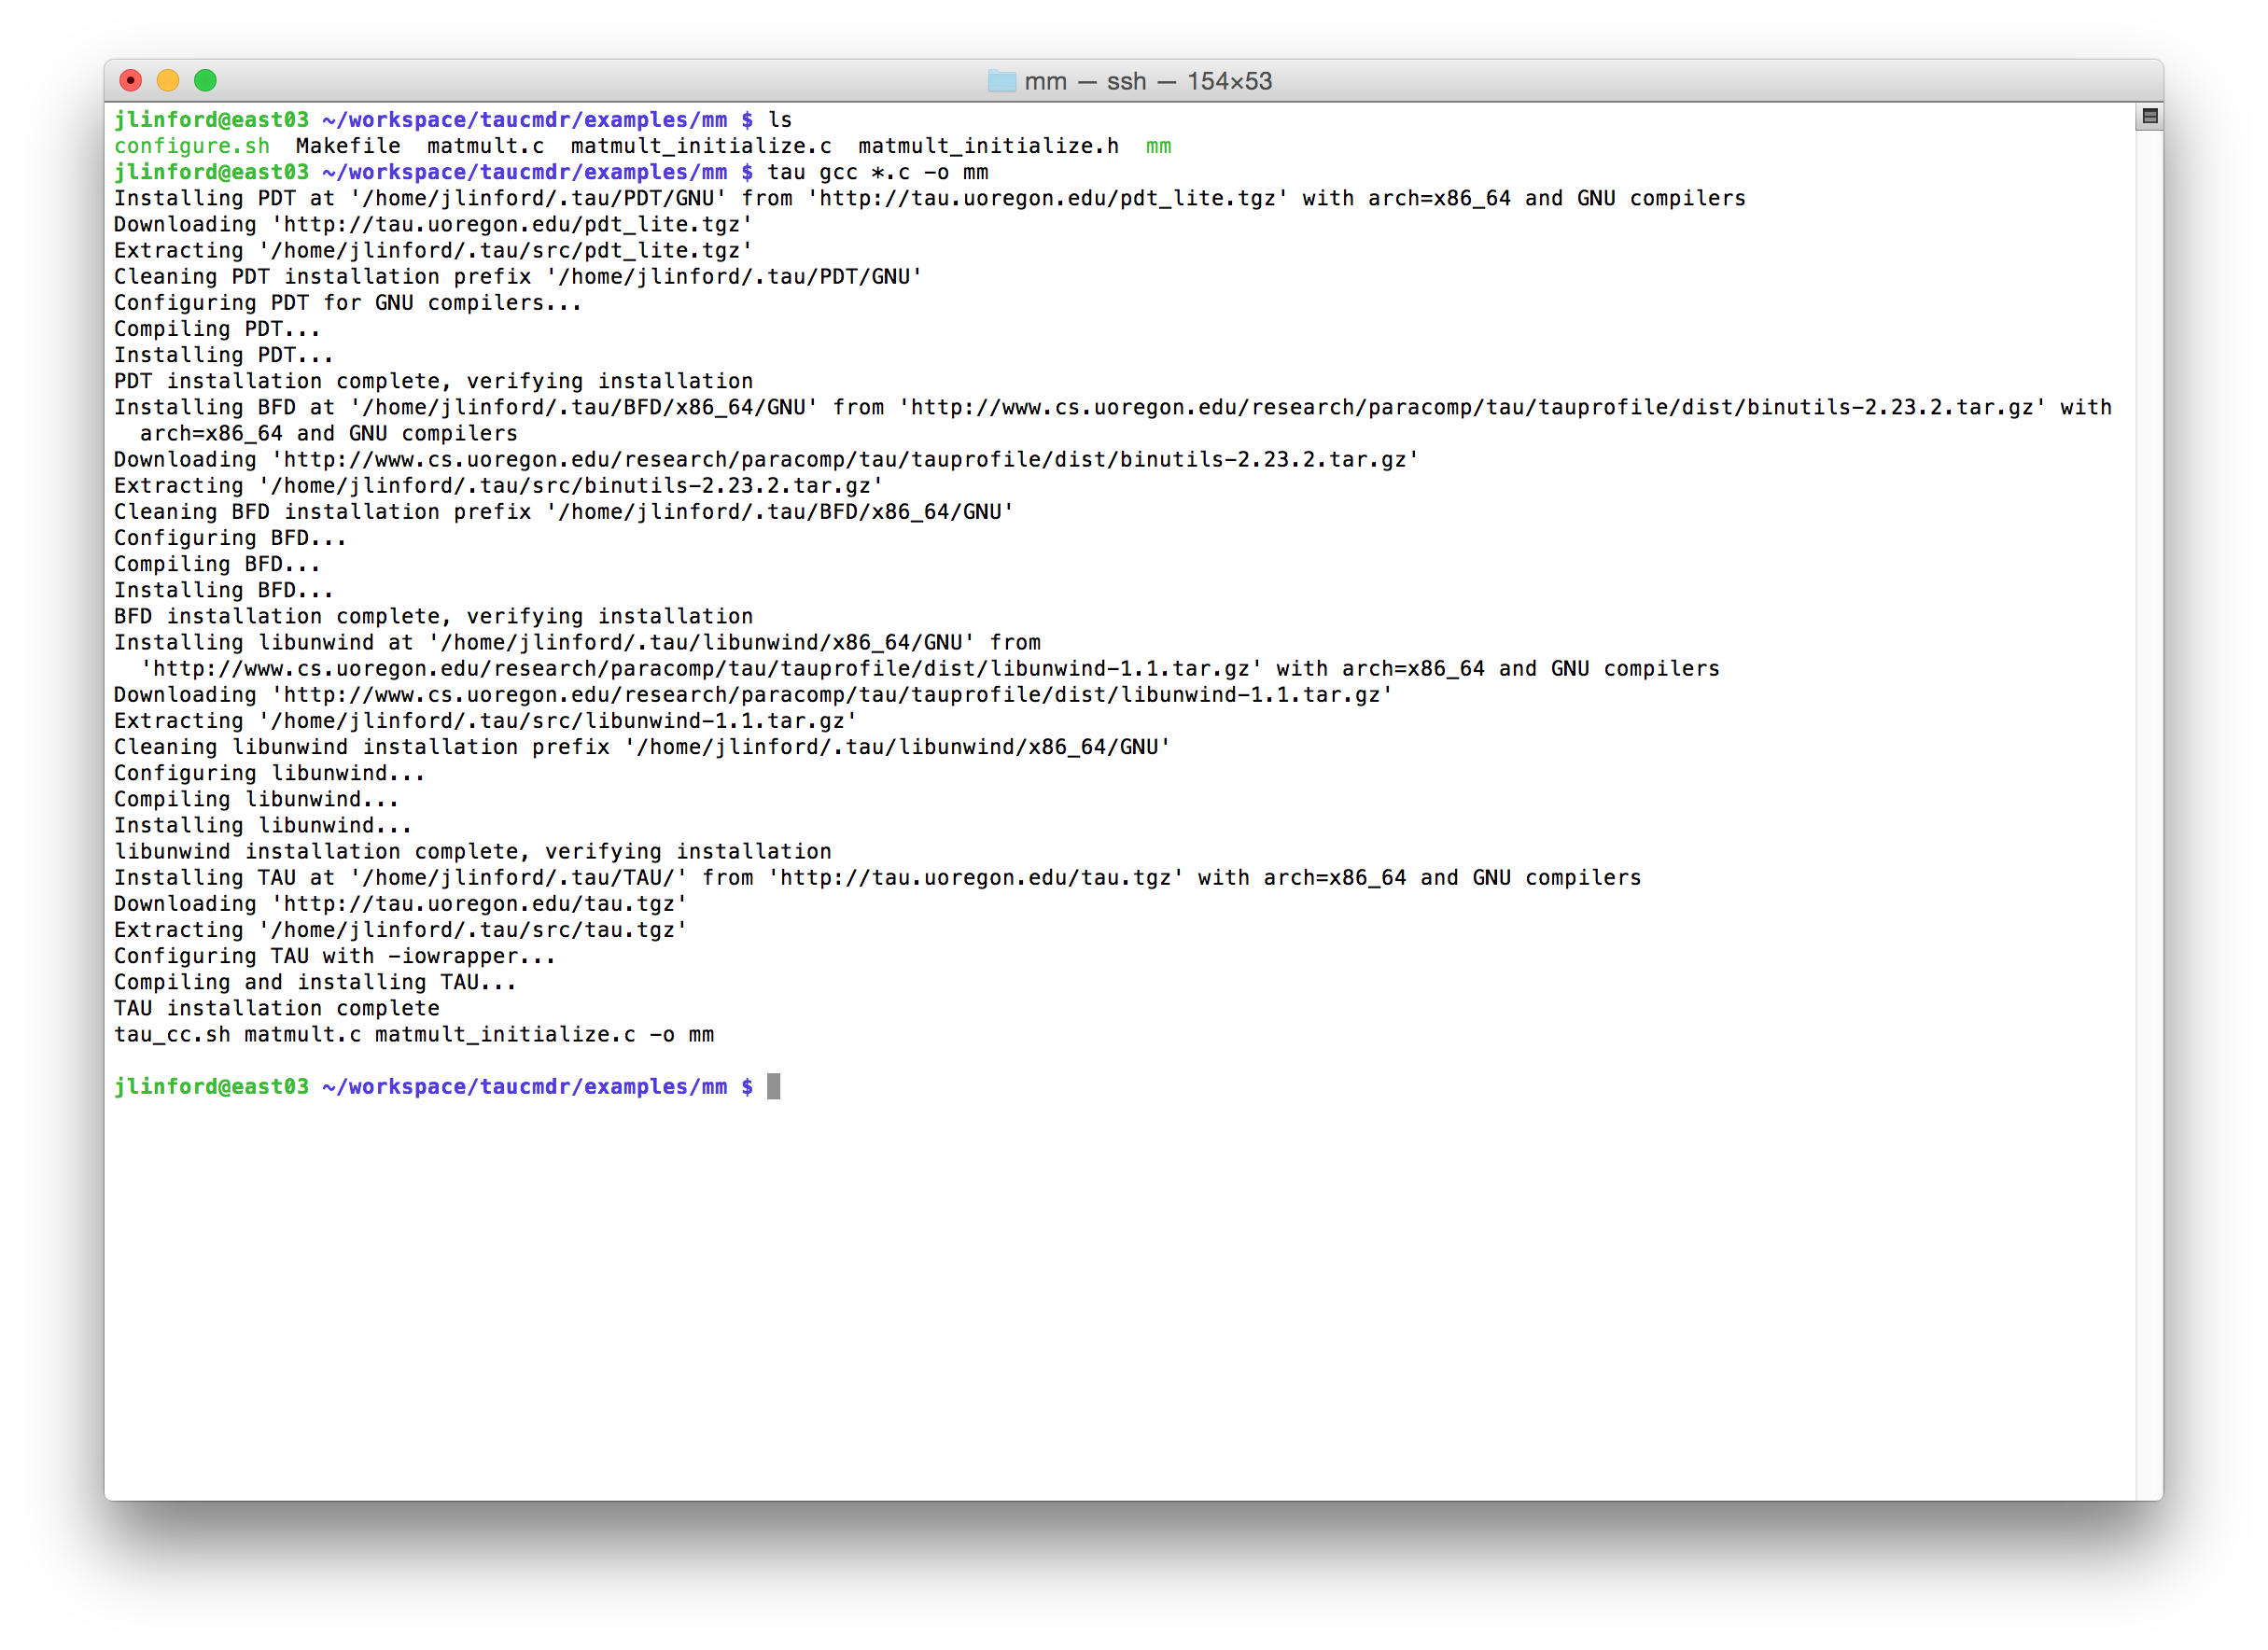 mm — ssh — 154×53
jlinford@east03 ~/workspace/taucmdr/examples/mm $ ls
configure.sh  Makefile  matmult.c  matmult_initialize.c  matmult_initialize.h  mm
jlinford@east03 ~/workspace/taucmdr/examples/mm $ tau gcc *.c -o mm
Installing PDT at '/home/jlinford/.tau/PDT/GNU' from 'http://tau.uoregon.edu/pdt_lite.tgz' with arch=x86_64 and GNU compilers
Downloading 'http://tau.uoregon.edu/pdt_lite.tgz'
Extracting '/home/jlinford/.tau/src/pdt_lite.tgz'
Cleaning PDT installation prefix '/home/jlinford/.tau/PDT/GNU'
Configuring PDT for GNU compilers...
Compiling PDT...
Installing PDT...
PDT installation complete, verifying installation
Installing BFD at '/home/jlinford/.tau/BFD/x86_64/GNU' from 'http://www.cs.uoregon.edu/research/paracomp/tau/tauprofile/dist/binutils-2.23.2.tar.gz' with
  arch=x86_64 and GNU compilers
Downloading 'http://www.cs.uoregon.edu/research/paracomp/tau/tauprofile/dist/binutils-2.23.2.tar.gz'
Extracting '/home/jlinford/.tau/src/binutils-2.23.2.tar.gz'
Cleaning BFD installation prefix '/home/jlinford/.tau/BFD/x86_64/GNU'
Configuring BFD...
Compiling BFD...
Installing BFD...
BFD installation complete, verifying installation
Installing libunwind at '/home/jlinford/.tau/libunwind/x86_64/GNU' from
  'http://www.cs.uoregon.edu/research/paracomp/tau/tauprofile/dist/libunwind-1.1.tar.gz' with arch=x86_64 and GNU compilers
Downloading 'http://www.cs.uoregon.edu/research/paracomp/tau/tauprofile/dist/libunwind-1.1.tar.gz'
Extracting '/home/jlinford/.tau/src/libunwind-1.1.tar.gz'
Cleaning libunwind installation prefix '/home/jlinford/.tau/libunwind/x86_64/GNU'
Configuring libunwind...
Compiling libunwind...
Installing libunwind...
libunwind installation complete, verifying installation
Installing TAU at '/home/jlinford/.tau/TAU/' from 'http://tau.uoregon.edu/tau.tgz' with arch=x86_64 and GNU compilers
Downloading 'http://tau.uoregon.edu/tau.tgz'
Extracting '/home/jlinford/.tau/src/tau.tgz'
Configuring TAU with -iowrapper...
Compiling and installing TAU...
TAU installation complete
tau_cc.sh matmult.c matmult_initialize.c -o mm
jlinford@east03 ~/workspace/taucmdr/examples/mm $